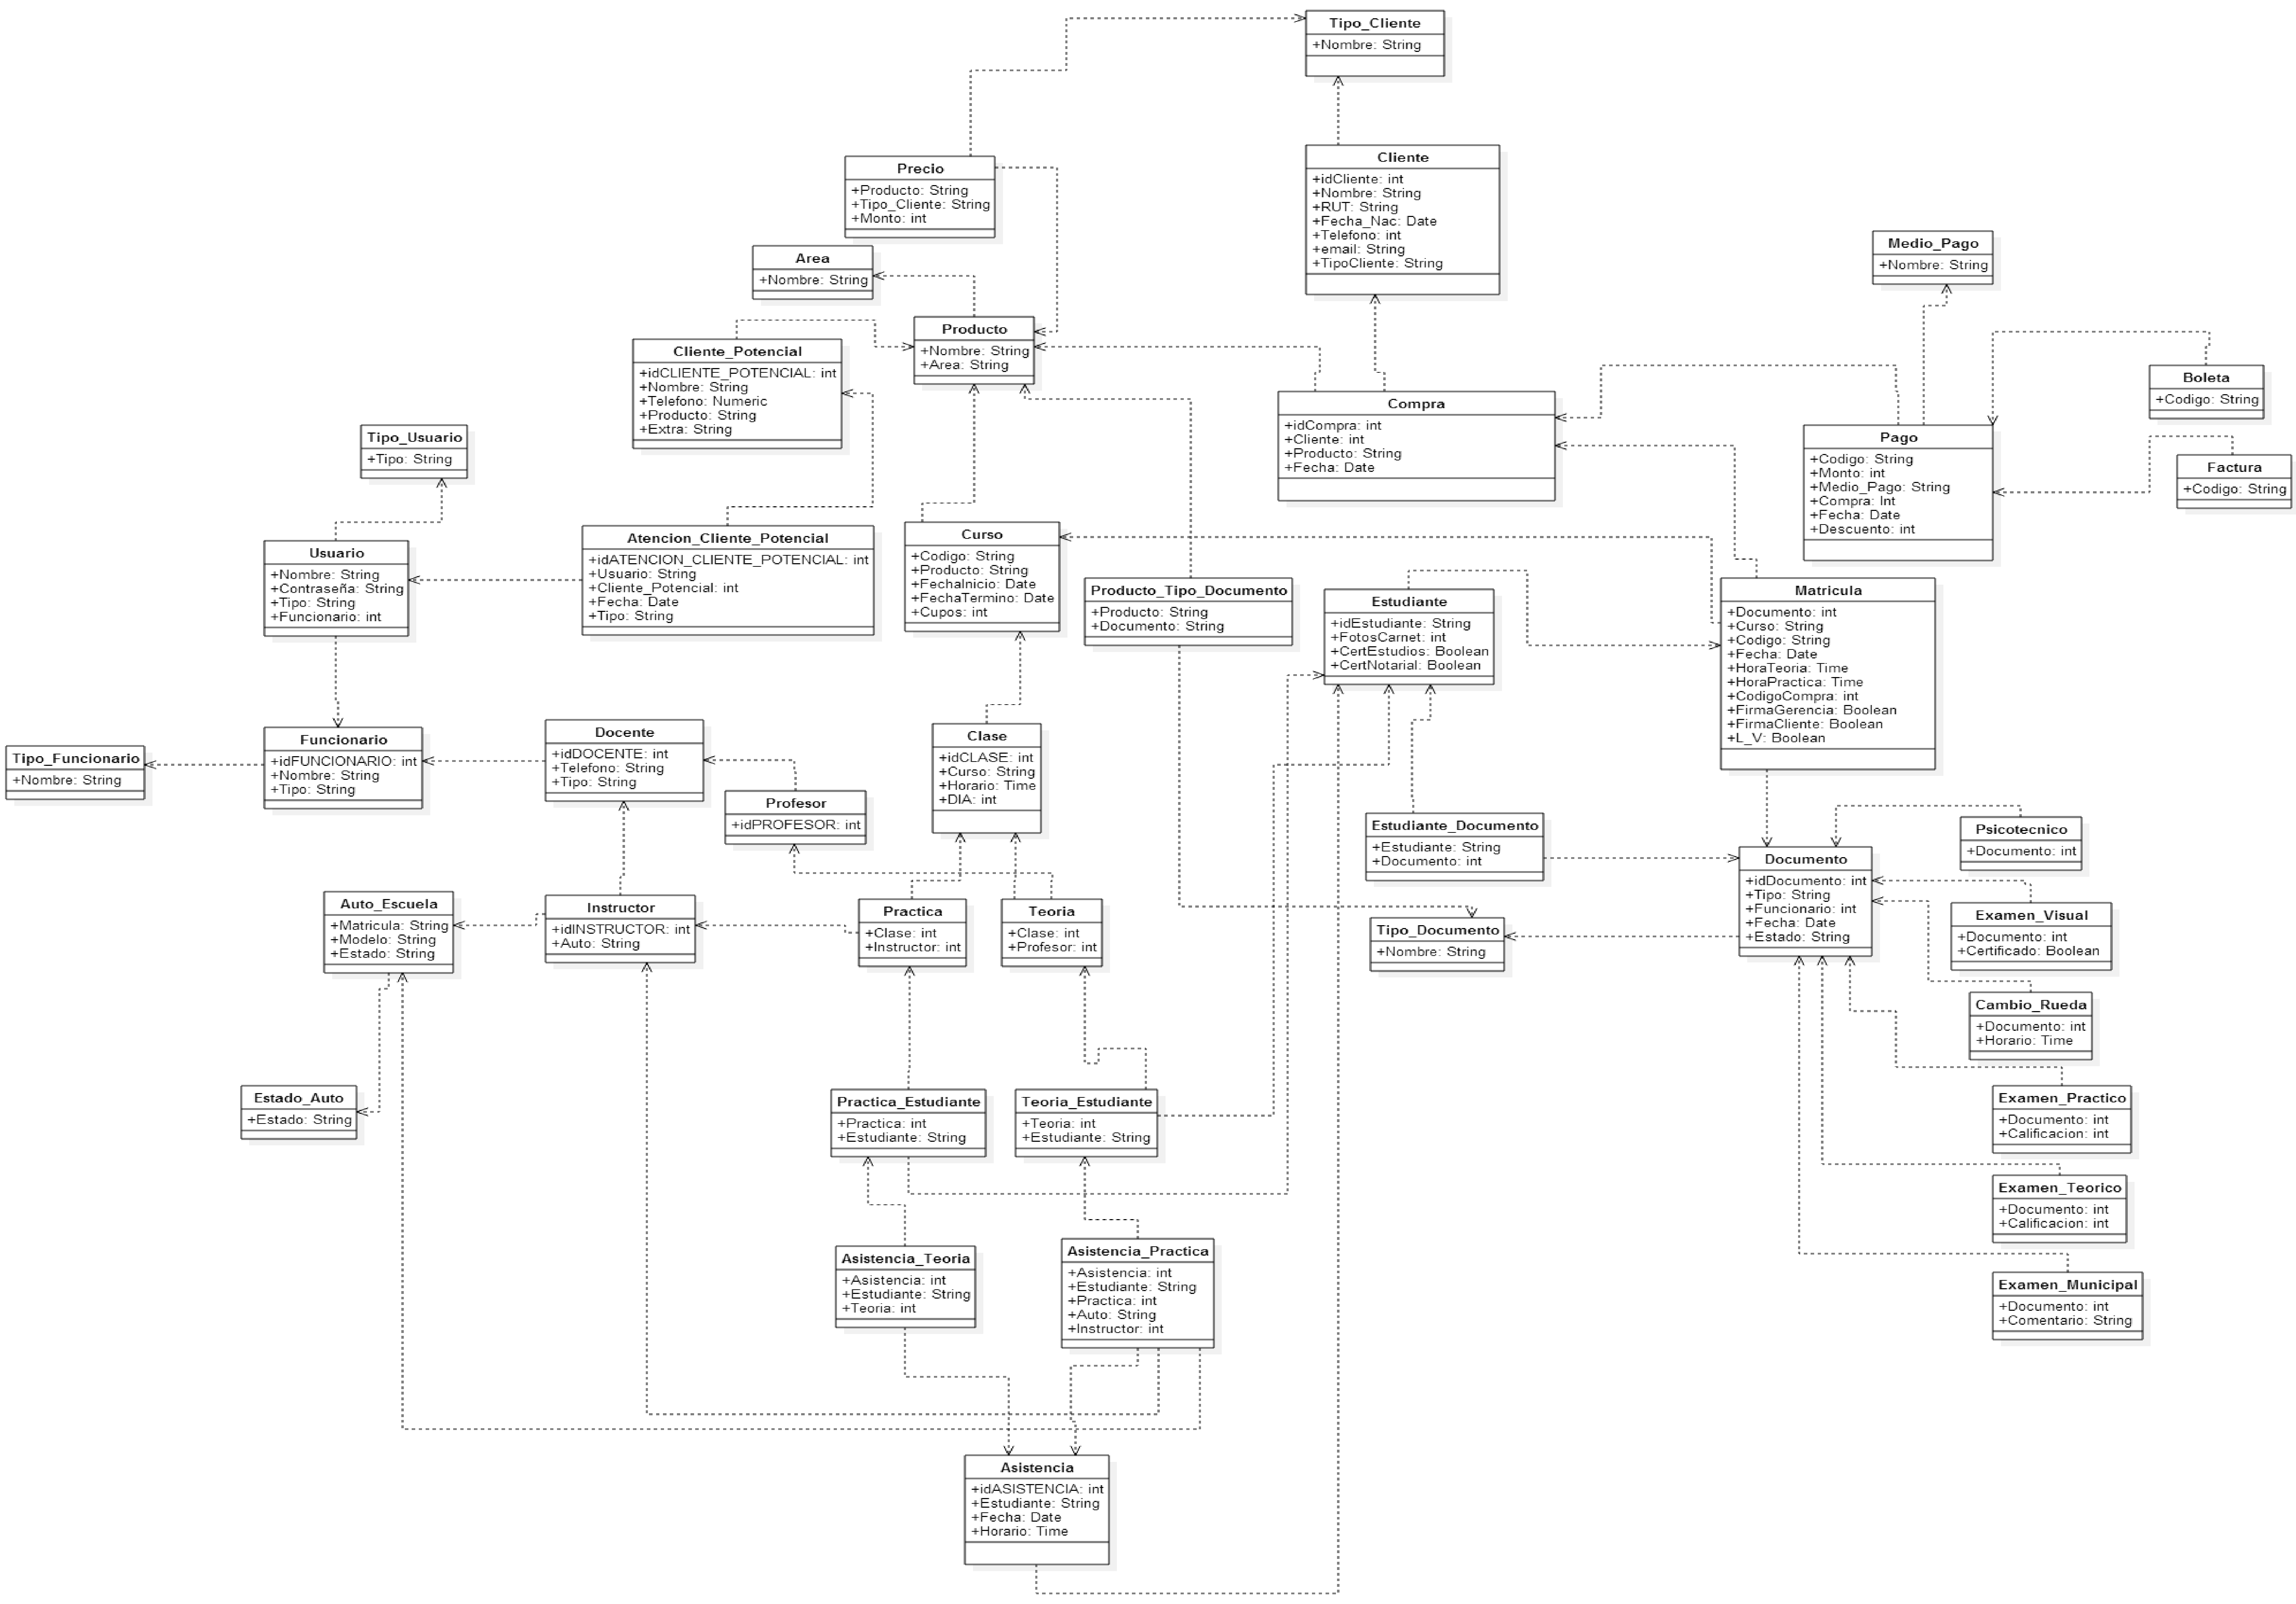 Tipo_Cliente
+Nombre: String
Precio
+Producto: String
+Tipo_Cliente: String
+Monto: int
Cliente
+idCliente: int
+Nombre: String
+RUT: String
+Fecha_Nac: Date
+Telefono: int
+email: String
+TipoCliente: String
Medio_Pago
+Nombre: String
Area
+Nombre: String
Producto
+Nombre: String
+Area: String
Cliente_Potencial
+idCLIENTE_POTENCIAL: int
+Nombre: String
+Telefono: Numeric
+Producto: String
+Extra: String
Boleta
+Codigo: String
Compra
+idCompra: int
+Cliente: int
+Producto: String
+Fecha: Date
Pago
+Codigo: String
+Monto: int
+Medio_Pago: String
+Compra: Int
+Fecha: Date
+Descuento: int
Factura
+Codigo: String
Tipo_Usuario
+Tipo: String
Usuario
+Nombre: String
+Contraseña: String
+Tipo: String
+Funcionario: int
Atencion_Cliente_Potencial
+idATENCION_CLIENTE_POTENCIAL: int
+Usuario: String
+Cliente_Potencial: int
+Fecha: Date
+Tipo: String
Curso
+Codigo: String
+Producto: String
+FechaInicio: Date
+FechaTermino: Date
+Cupos: int
Producto_Tipo_Documento
+Producto: String
+Documento: String
Estudiante
+idEstudiante: String
+FotosCarnet: int
+CertEstudios: Boolean
+CertNotarial: Boolean
Matricula
+Documento: int
+Curso: String
+Codigo: String
+Fecha: Date
+HoraTeoria: Time
+HoraPractica: Time
+CodigoCompra: int
+FirmaGerencia: Boolean
+FirmaCliente: Boolean
+L_V: Boolean
Tipo_Funcionario
+Nombre: String
Funcionario
+idFUNCIONARIO: int
+Nombre: String
+Tipo: String
Docente
+idDOCENTE: int
+Telefono: String
+Tipo: String
Profesor
+idPROFESOR: int
Clase
+idCLASE: int
+Curso: String
+Horario: Time
+DIA: int
Estudiante_Documento
+Estudiante: String
+Documento: int
Psicotecnico
+Documento: int
Documento
+idDocumento: int
+Tipo: String
+Funcionario: int
+Fecha: Date
+Estado: String
Auto_Escuela
+Matricula: String
+Modelo: String
+Estado: String
Instructor
+idINSTRUCTOR: int
+Auto: String
Practica
+Clase: int
+Instructor: int
Teoria
+Clase: int
+Profesor: int
Tipo_Documento
+Nombre: String
Examen_Visual
+Documento: int
+Certificado: Boolean
Cambio_Rueda
+Documento: int
+Horario: Time
Estado_Auto
+Estado: String
Practica_Estudiante
+Practica: int
+Estudiante: String
Teoria_Estudiante
+Teoria: int
+Estudiante: String
Examen_Practico
+Documento: int
+Calificacion: int
Examen_Teorico
+Documento: int
+Calificacion: int
Asistencia_Teoria
+Asistencia: int
+Estudiante: String
+Teoria: int
Asistencia_Practica
+Asistencia: int
+Estudiante: String
+Practica: int
+Auto: String
+Instructor: int
Examen_Municipal
+Documento: int
+Comentario: String
Asistencia
+idASISTENCIA: int
+Estudiante: String
+Fecha: Date
+Horario: Time